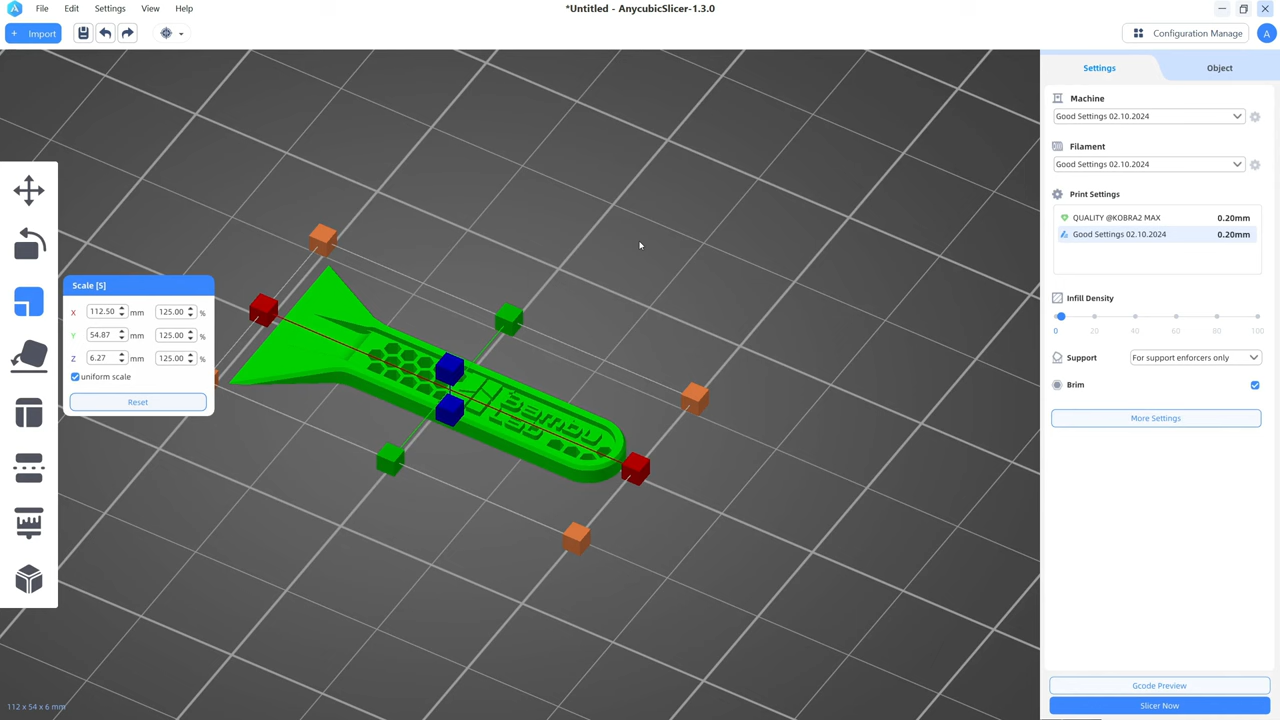 *Untitled - AnycubicSlicer-1.3.0
File Edit Settings View Help
+ Import
Configuration Manage
A
Settings Object
Machine
Good Settings 02.10.2024
Filament
Good Settings 02.10.2024
Print Settings
QUALITY @KOBRA2 MAX 0.20mm
Good Settings 02.10.2024 0.20mm
Infill Density
0 20 40 60 80 100
Support For support enforcers only
Brim
More Settings
Scale [S]
X 112.50 mm 125.00 %
Y 54.87 mm 125.00 %
Z 6.27 mm 125.00 %
uniform scale
Reset
Bambu
Lab
112 x 54 x 6 mm
Gcode Preview
Slicer Now